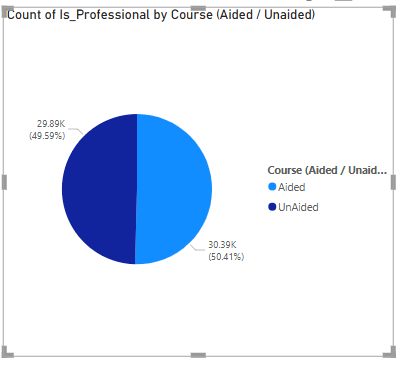 Count of Is_Professional by Course (Aided / Unaided)
29.89K
(49.59%)
Course (Aided / Unaid...
Aided
UnAided
30.39K
(50.41%)